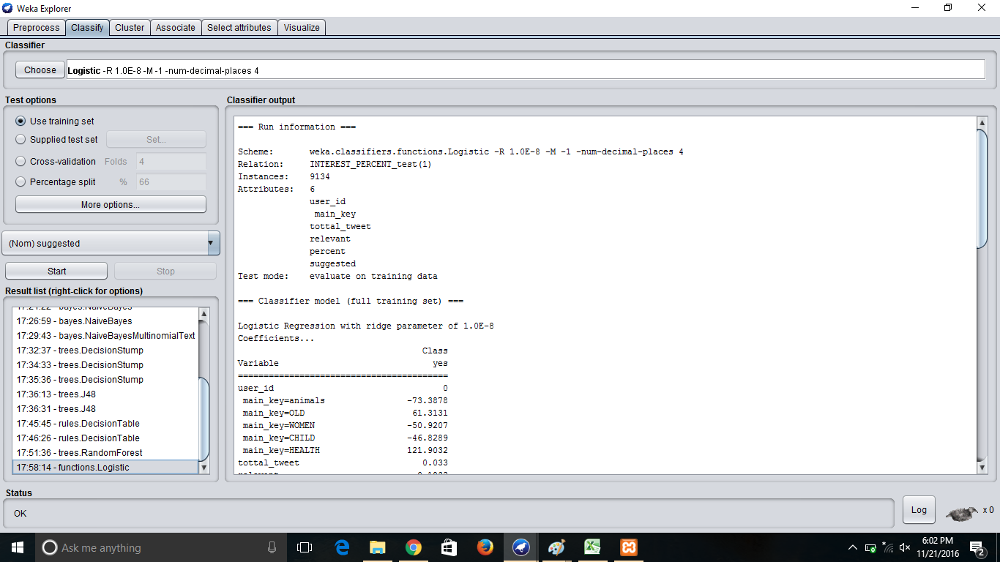 Weka Explorer
Preprocess Classify Cluster Associate Select attributes Visualize
Classifier
Choose Logistic -R 1.0E-8 -M -1 -num-decimal-places 4
Test options
Use training set
Supplied test set Set...
Cross-validation Folds 4
Percentage split % 66
More options...
(Nom) suggested
Start Stop
Result list (right-click for options)
17:21:22 - bayes.NaiveBayes
17:26:59 - bayes.NaiveBayes
17:29:43 - bayes.NaiveBayesMultinomialText
17:32:37 - trees.DecisionStump
17:34:33 - trees.DecisionStump
17:35:36 - trees.DecisionStump
17:36:13 - trees.J48
17:36:31 - trees.J48
17:45:45 - rules.DecisionTable
17:46:26 - rules.DecisionTable
17:51:36 - trees.RandomForest
17:58:14 - functions.Logistic
Classifier output
=== Run information ===
Scheme: weka.classifiers.functions.Logistic -R 1.0E-8 -M -1 -num-decimal-places 4
Relation: INTEREST_PERCENT_test(1)
Instances: 9134
Attributes: 6
user_id
main_key
tottal_tweet
relevant
percent
suggested
Test mode: evaluate on training data
=== Classifier model (full training set) ===
Logistic Regression with ridge parameter of 1.0E-8
Coefficients...
Class
Variable yes
=========================================
user_id 0
main_key=animals -73.3878
main_key=OLD 61.3131
main_key=WOMEN -50.9207
main_key=CHILD -46.8289
main_key=HEALTH 121.9032
tottal_tweet 0.033
Status
OK
Log x 0
Ask me anything
6:02 PM
11/21/2016
2